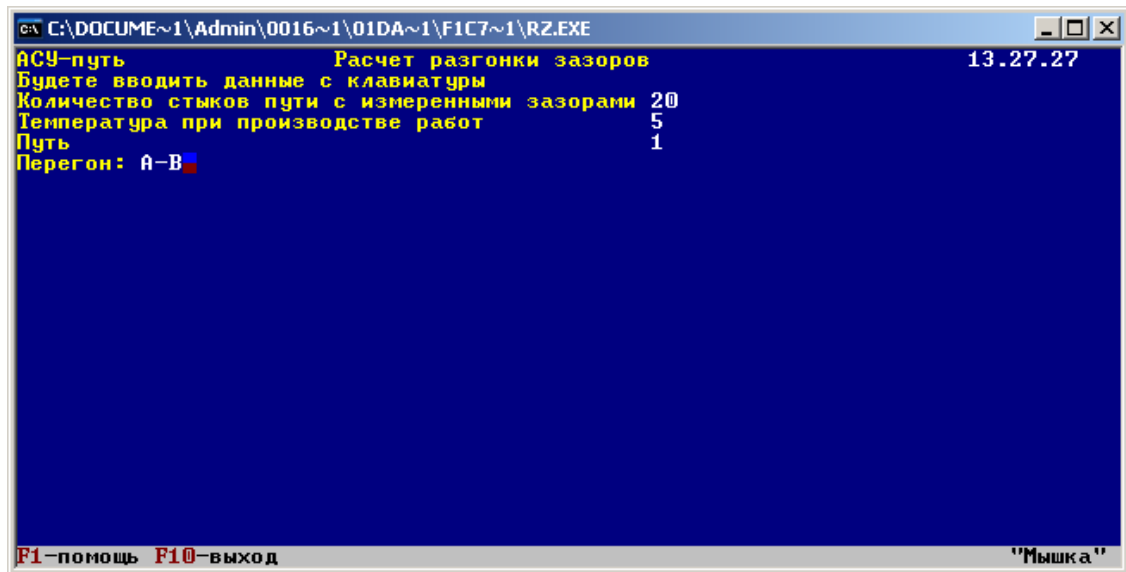 C:\DOCUME~1\Admin\0016~1\01DA~1\F1C7~1\RZ.EXE
АСУ-путь Расчет разгонки зазоров 13.27.27
Будете вводить данные с клавиатуры
Количество стыков пути с измеренными зазорами 20
Температура при производстве работ 5
Путь 1
Перегон: А-В
F1-помощь F10-выход "Мышка"